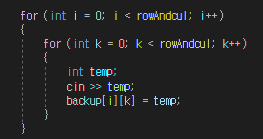 for (int i = 0; i < rowAndcul; i++)
{
    for (int k = 0; k < rowAndcul; k++)
    {
        int temp;
        cin >> temp;
        backup[i][k] = temp;
    }
}